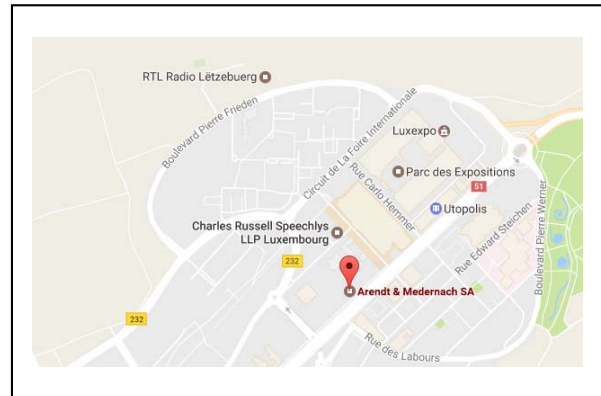 RTL Radio Lëtzebuerg
Boulevard Pierre Frieden
Circuit de La Foire Internationale
Luxexpo
Rue Carlo Hemmer
Parc des Expositions
51
Utopolis
Charles Russell Speechlys
LLP Luxembourg
Rue Edward Steichen
Boulevard Pierre Werner
232
Arendt & Medernach SA
232
Rue des Labours